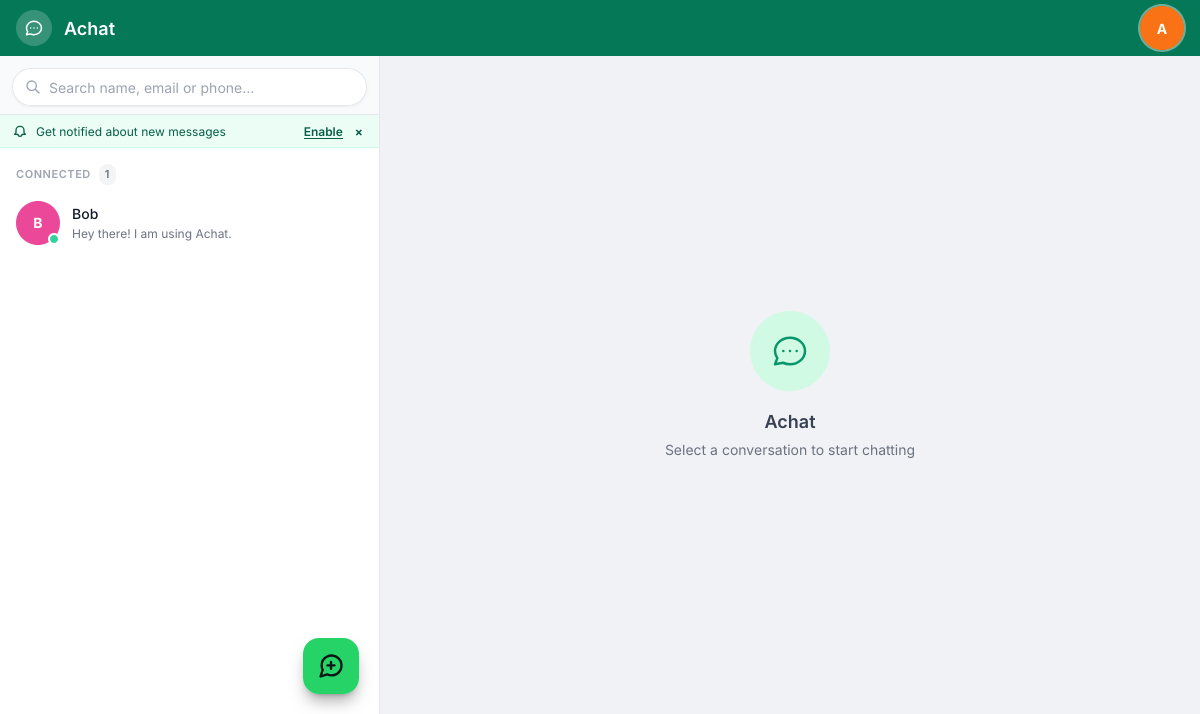 Achat
A
Search name, email or phone...
Get notified about new messages
Enable
×
CONNECTED 1
B
Bob
Hey there! I am using Achat.
Achat
Select a conversation to start chatting